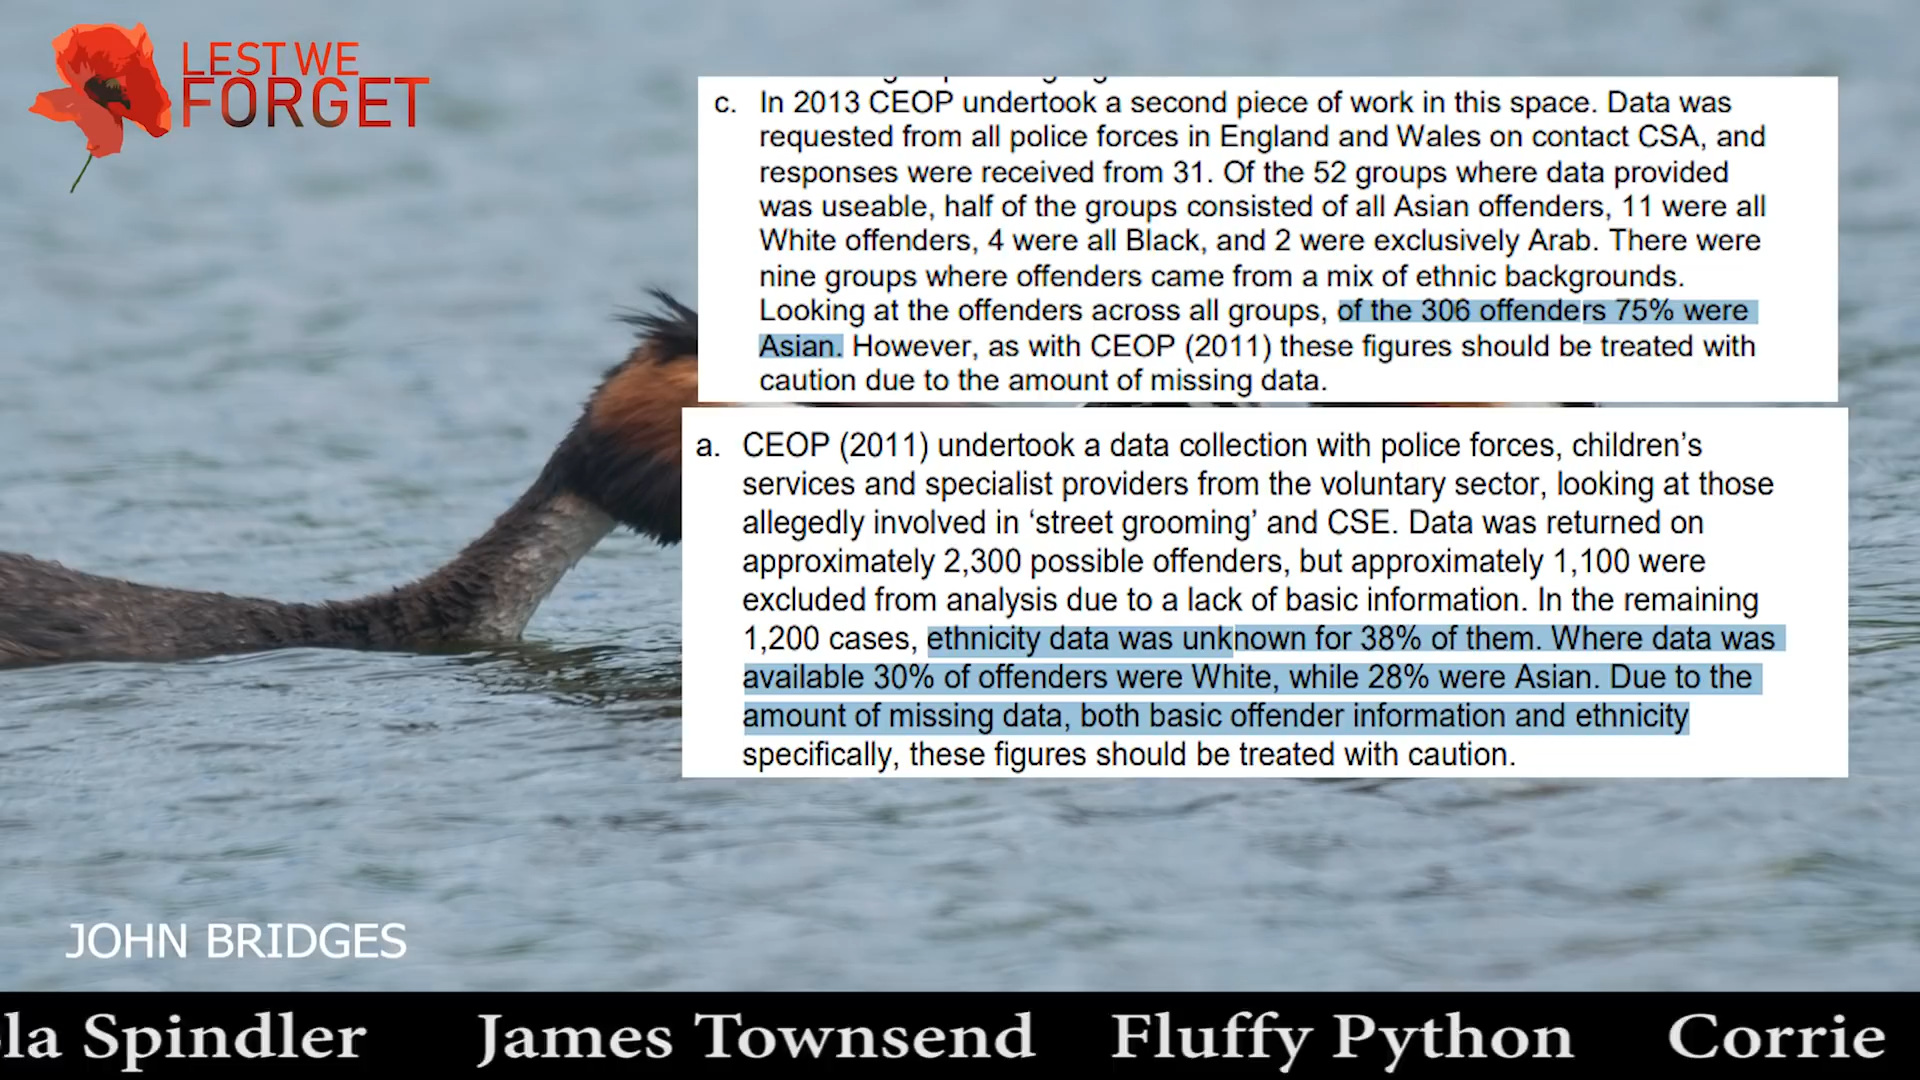 LEST WE
FORGET
c. In 2013 CEOP undertook a second piece of work in this space. Data was
requested from all police forces in England and Wales on contact CSA, and
responses were received from 31. Of the 52 groups where data provided
was useable, half of the groups consisted of all Asian offenders, 11 were all
White offenders, 4 were all Black, and 2 were exclusively Arab. There were
nine groups where offenders came from a mix of ethnic backgrounds.
Looking at the offenders across all groups, of the 306 offenders 75% were
Asian. However, as with CEOP (2011) these figures should be treated with
caution due to the amount of missing data.
a. CEOP (2011) undertook a data collection with police forces, children’s
services and specialist providers from the voluntary sector, looking at those
allegedly involved in ‘street grooming’ and CSE. Data was returned on
approximately 2,300 possible offenders, but approximately 1,100 were
excluded from analysis due to a lack of basic information. In the remaining
1,200 cases, ethnicity data was unknown for 38% of them. Where data was
available 30% of offenders were White, while 28% were Asian. Due to the
amount of missing data, both basic offender information and ethnicity
specifically, these figures should be treated with caution.
JOHN BRIDGES
la Spindler James Townsend Fluffy Python Corrie